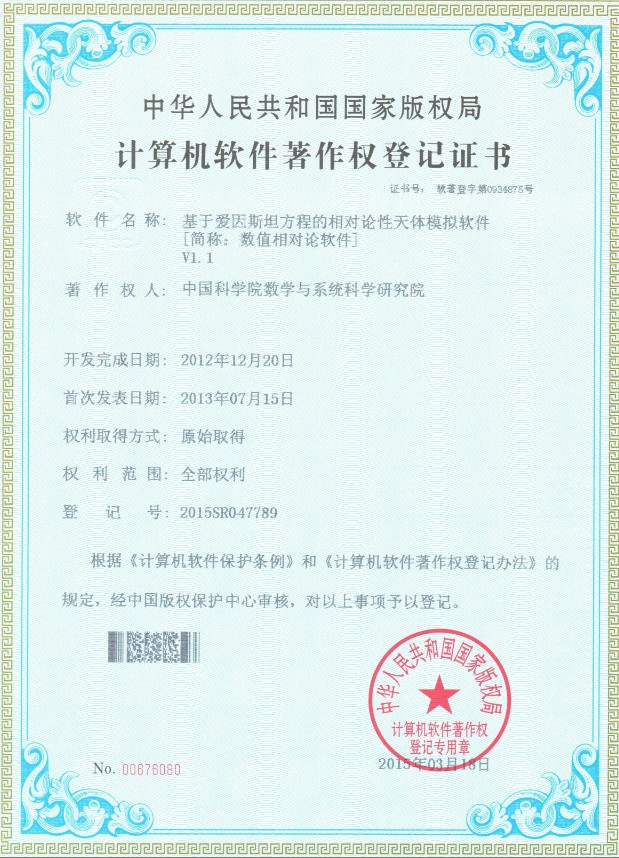 中华人民共和国国家版权局
计算机软件著作权登记证书
证书号： 软著登字第0934875号
软件名称： 基于爱因斯坦方程的相对论性天体模拟软件
[简称：数值相对论软件]
V1.1
著作权人： 中国科学院数学与系统科学研究院
开发完成日期： 2012年12月20日
首次发表日期： 2013年07月15日
权利取得方式： 原始取得
权利范围： 全部权利
登记号： 2015SR047789
根据《计算机软件保护条例》和《计算机软件著作权登记办法》的
规定，经中国版权保护中心审核，对以上事项予以登记。
中华人民共和国国家版权局
计算机软件著作权
登记专用章
2015年03月18日
No. 00676080